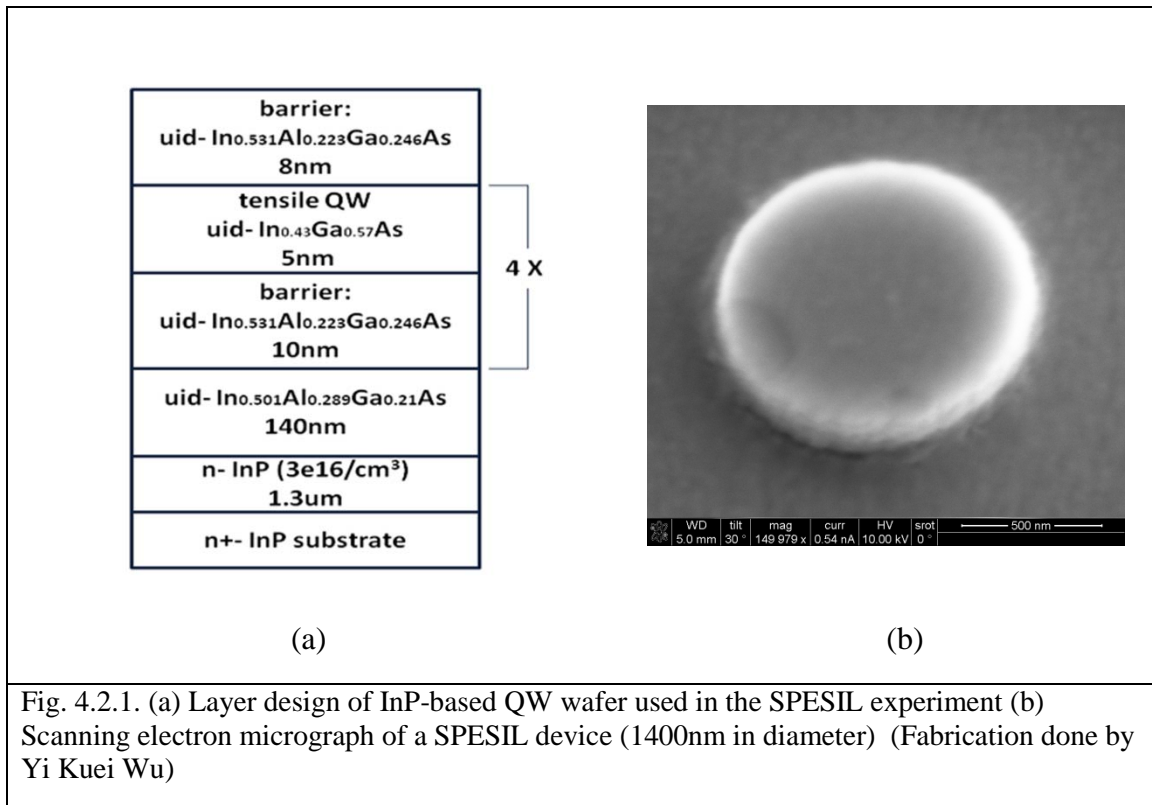 barrier:
uid- In0.531Al0.223Ga0.246As
8nm
tensile QW
uid- In0.43Ga0.57As
5nm
4 X
barrier:
uid- In0.531Al0.223Ga0.246As
10nm
uid- In0.501Al0.289Ga0.21As
140nm
n- InP (3e16/cm³)
1.3um
n+- InP substrate
WD tilt mag curr HV srot
5.0 mm 30 ° 149 979 x 0.54 nA 10.00 kV 0 ° 500 nm
(a) (b)
Fig. 4.2.1. (a) Layer design of InP-based QW wafer used in the SPESIL experiment (b)
Scanning electron micrograph of a SPESIL device (1400nm in diameter) (Fabrication done by
Yi Kuei Wu)